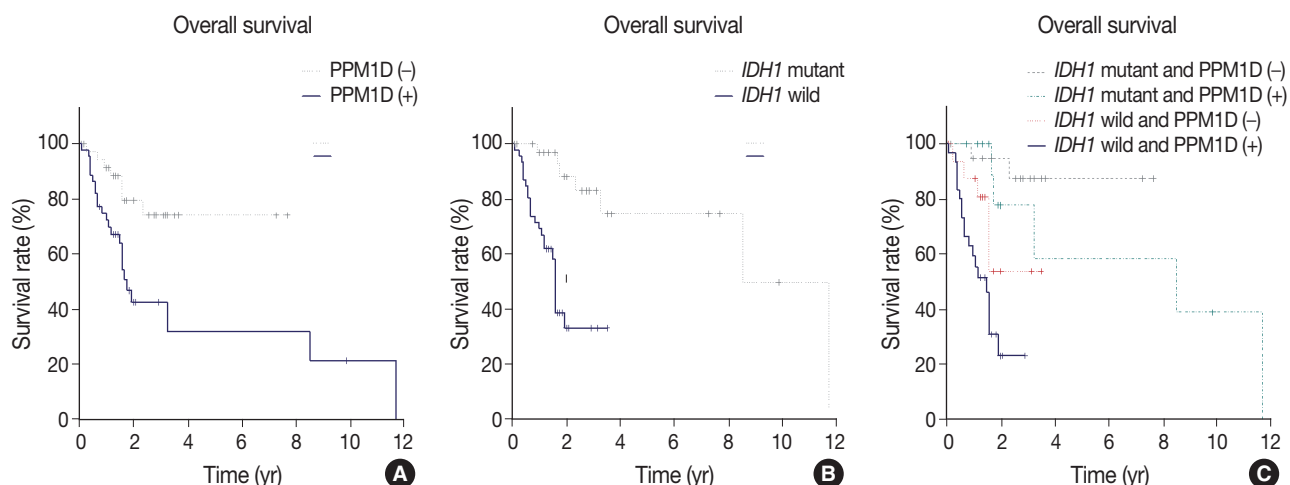 Overall survival
PPM1D (–)
PPM1D (+)
Survival rate (%)
100
80
60
40
20
0
0 2 4 6 8 10 12
Time (yr)
A
Overall survival
IDH1 mutant
IDH1 wild
Survival rate (%)
100
80
60
40
20
0
0 2 4 6 8 10 12
Time (yr)
B
Overall survival
IDH1 mutant and PPM1D (–)
IDH1 mutant and PPM1D (+)
IDH1 wild and PPM1D (–)
IDH1 wild and PPM1D (+)
Survival rate (%)
100
80
60
40
20
0
0 2 4 6 8 10 12
Time (yr)
C